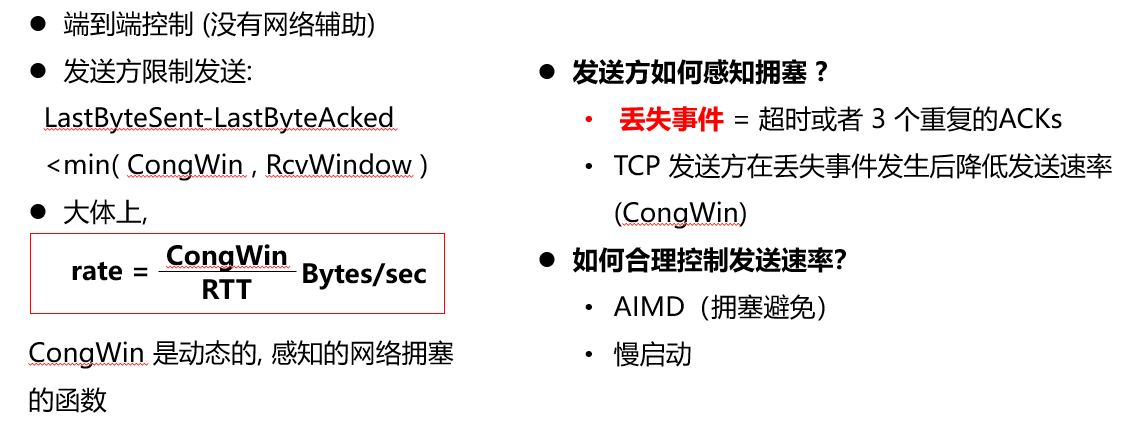 ● 端到端控制 (没有网络辅助)
● 发送方限制发送:
LastByteSent-LastByteAcked
<min( CongWin , RcvWindow )
● 大体上,
rate = CongWin / RTT Bytes/sec
CongWin 是动态的, 感知的网络拥塞
的函数
● 发送方如何感知拥塞？
• 丢失事件 = 超时或者 3 个重复的ACKs
• TCP 发送方在丢失事件发生后降低发送速率
(CongWin)
● 如何合理控制发送速率?
• AIMD（拥塞避免）
• 慢启动